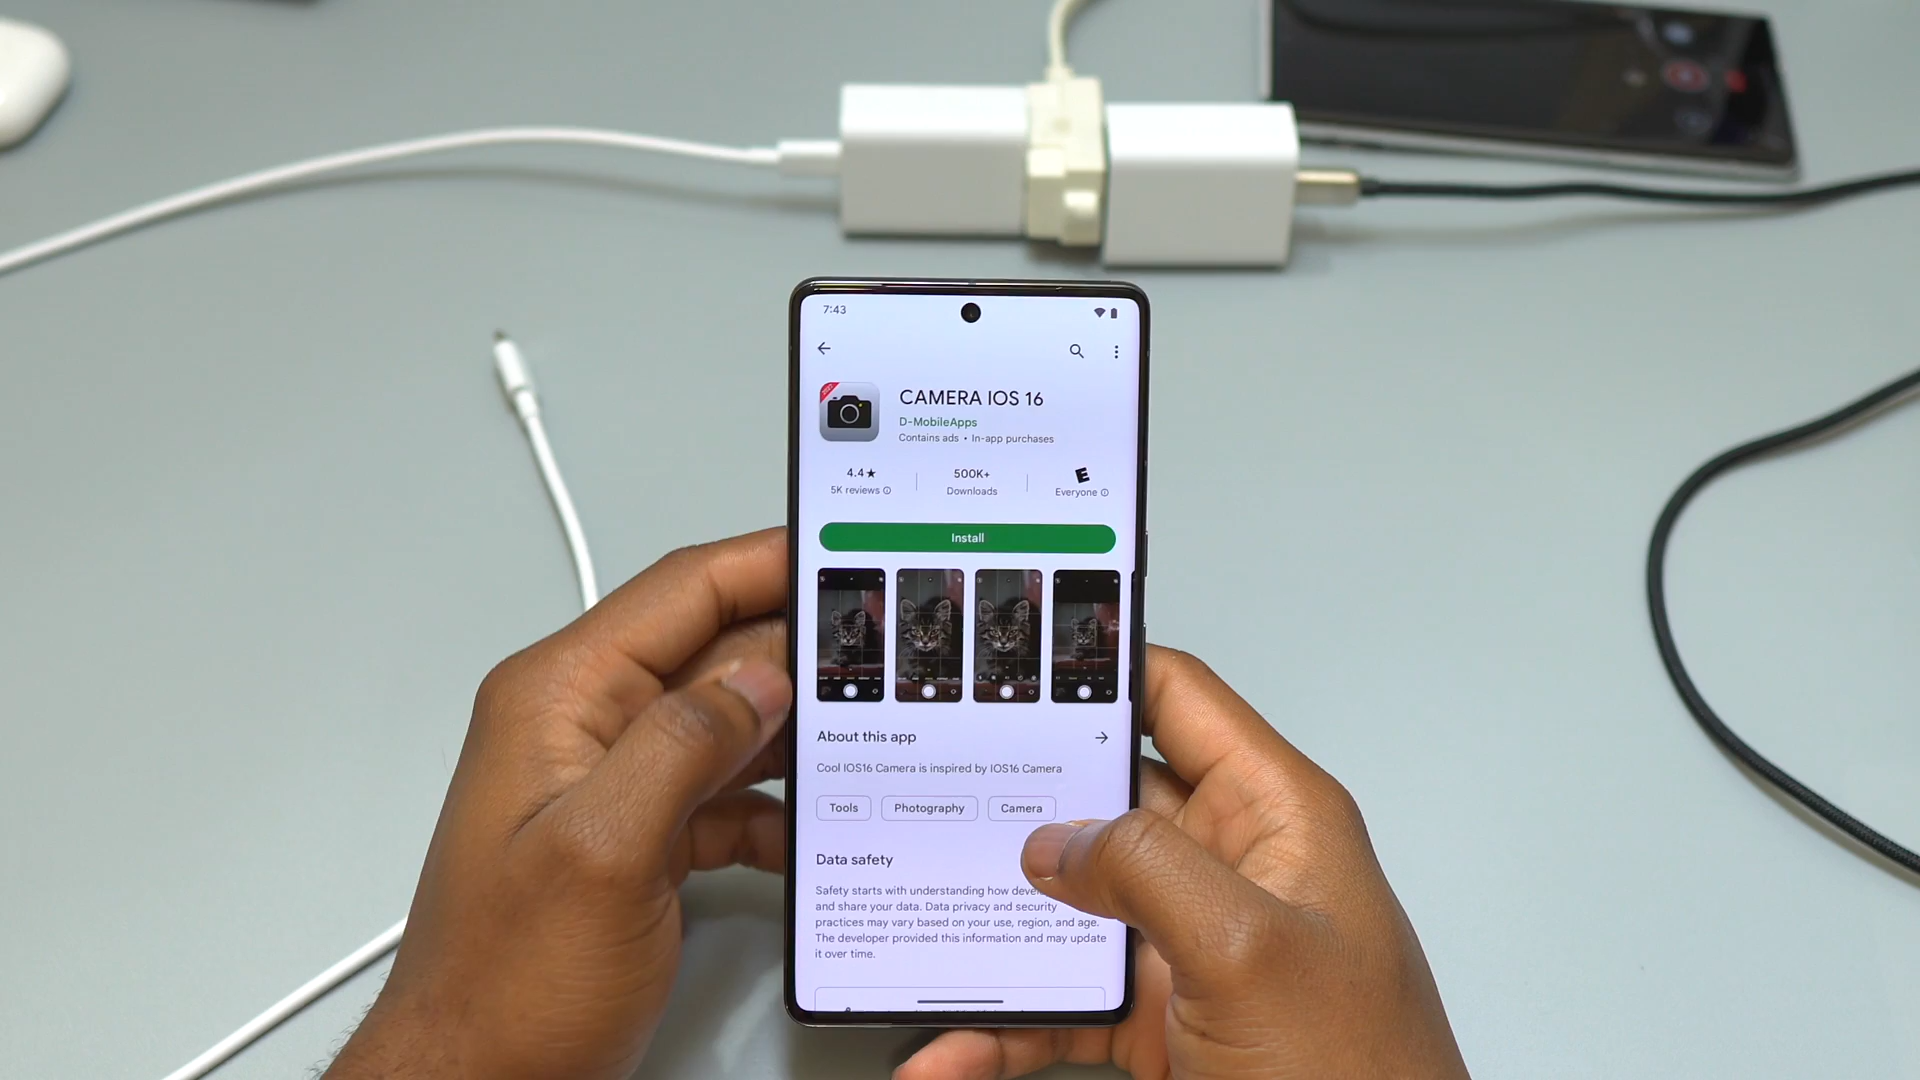 7:43
CAMERA IOS 16
D-MobileApps
Contains ads • In-app purchases
4.4★
500K+
E
5K reviews
Downloads
Everyone
Install
About this app
Cool IOS16 Camera is inspired by IOS16 Camera
Tools
Photography
Camera
Data safety
Safety starts with understanding how
and share your data. Data privacy and security
practices may vary based on your use, region, and age.
The developer provided this information and may update
it over time.